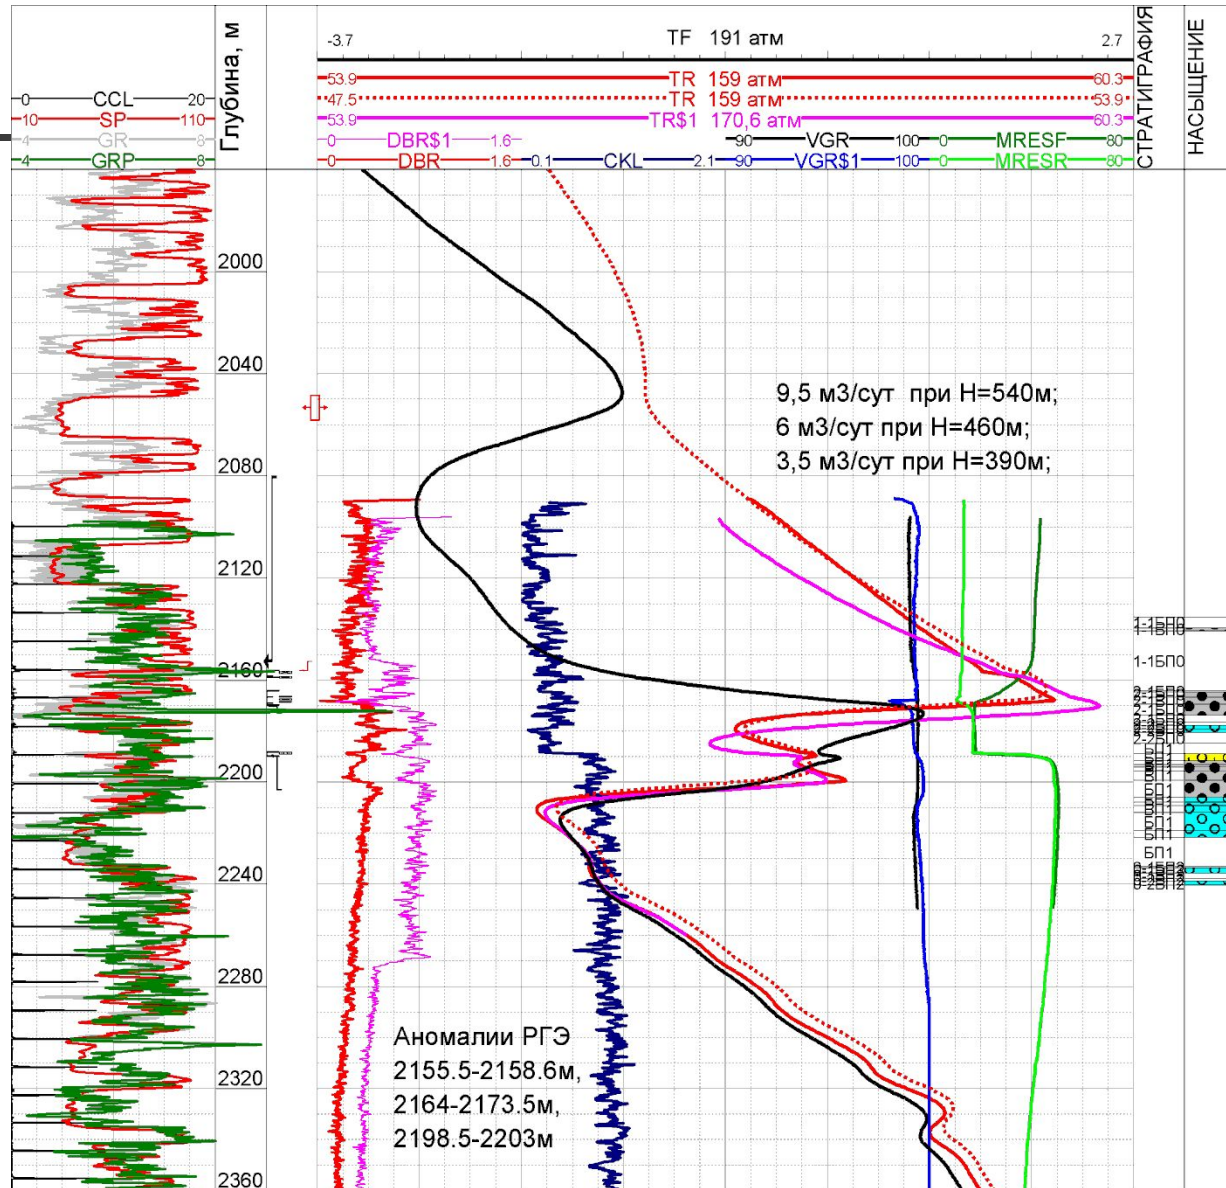 Глубина, м
СТРАТИГРАФИЯ
НАСЫЩЕНИЕ
-3.7 TF 191 атм 2.7
53.9 TR 159 атм 60.3
47.5 TR 159 атм 53.9
53.9 TR$1 170,6 атм 60.3
0 CCL 20
10 SP 110
4 GR 8
4 GRP 8
0 DBR$1 1.6
90 VGR 100
0 MRESF 80
0 DBR 1.6
0.1 CKL 2.1
90 VGR$1 100
0 MRESR 80
2000
2040
2080
2120
2160
2200
2240
2280
2320
2360
9,5 м3/сут при Н=540м;
6 м3/сут при Н=460м;
3,5 м3/сут при Н=390м;
1-1БП0
1-1БП0
БП1
БП1
БП1
Аномалии РГЭ
2155.5-2158.6м,
2164-2173.5м,
2198.5-2203м